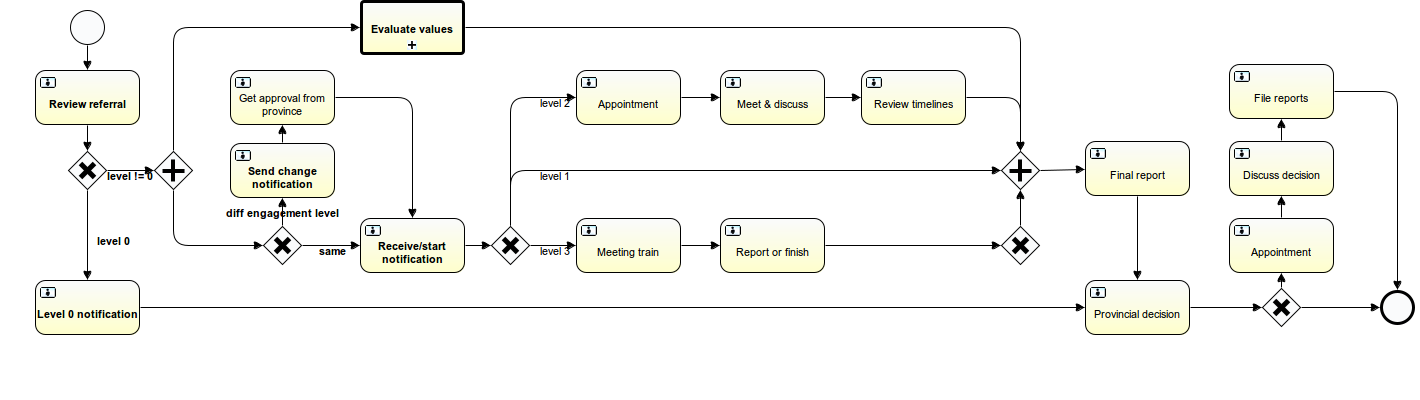 Evaluate values
Review referral
Get approval from
province
level 2
Appointment
Meet & discuss
Review timelines
File reports
level != 0
Send change
notification
level 1
Final report
Discuss decision
diff engagement level
level 0
same
Receive/start
notification
level 3
Meeting train
Report or finish
Appointment
Level 0 notification
Provincial decision